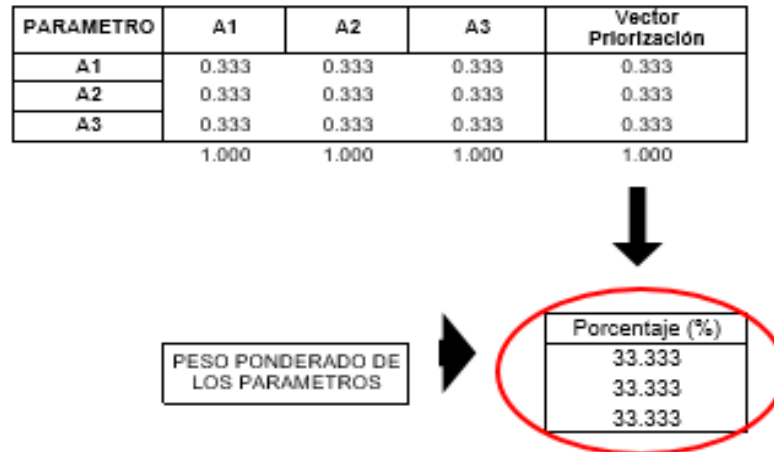 PARAMETRO A1 A2 A3 Vector Priorización
A1 0.333 0.333 0.333 0.333
A2 0.333 0.333 0.333 0.333
A3 0.333 0.333 0.333 0.333
1.000 1.000 1.000 1.000
Porcentaje (%)
PESO PONDERADO DE
LOS PARAMETROS
33.333
33.333
33.333